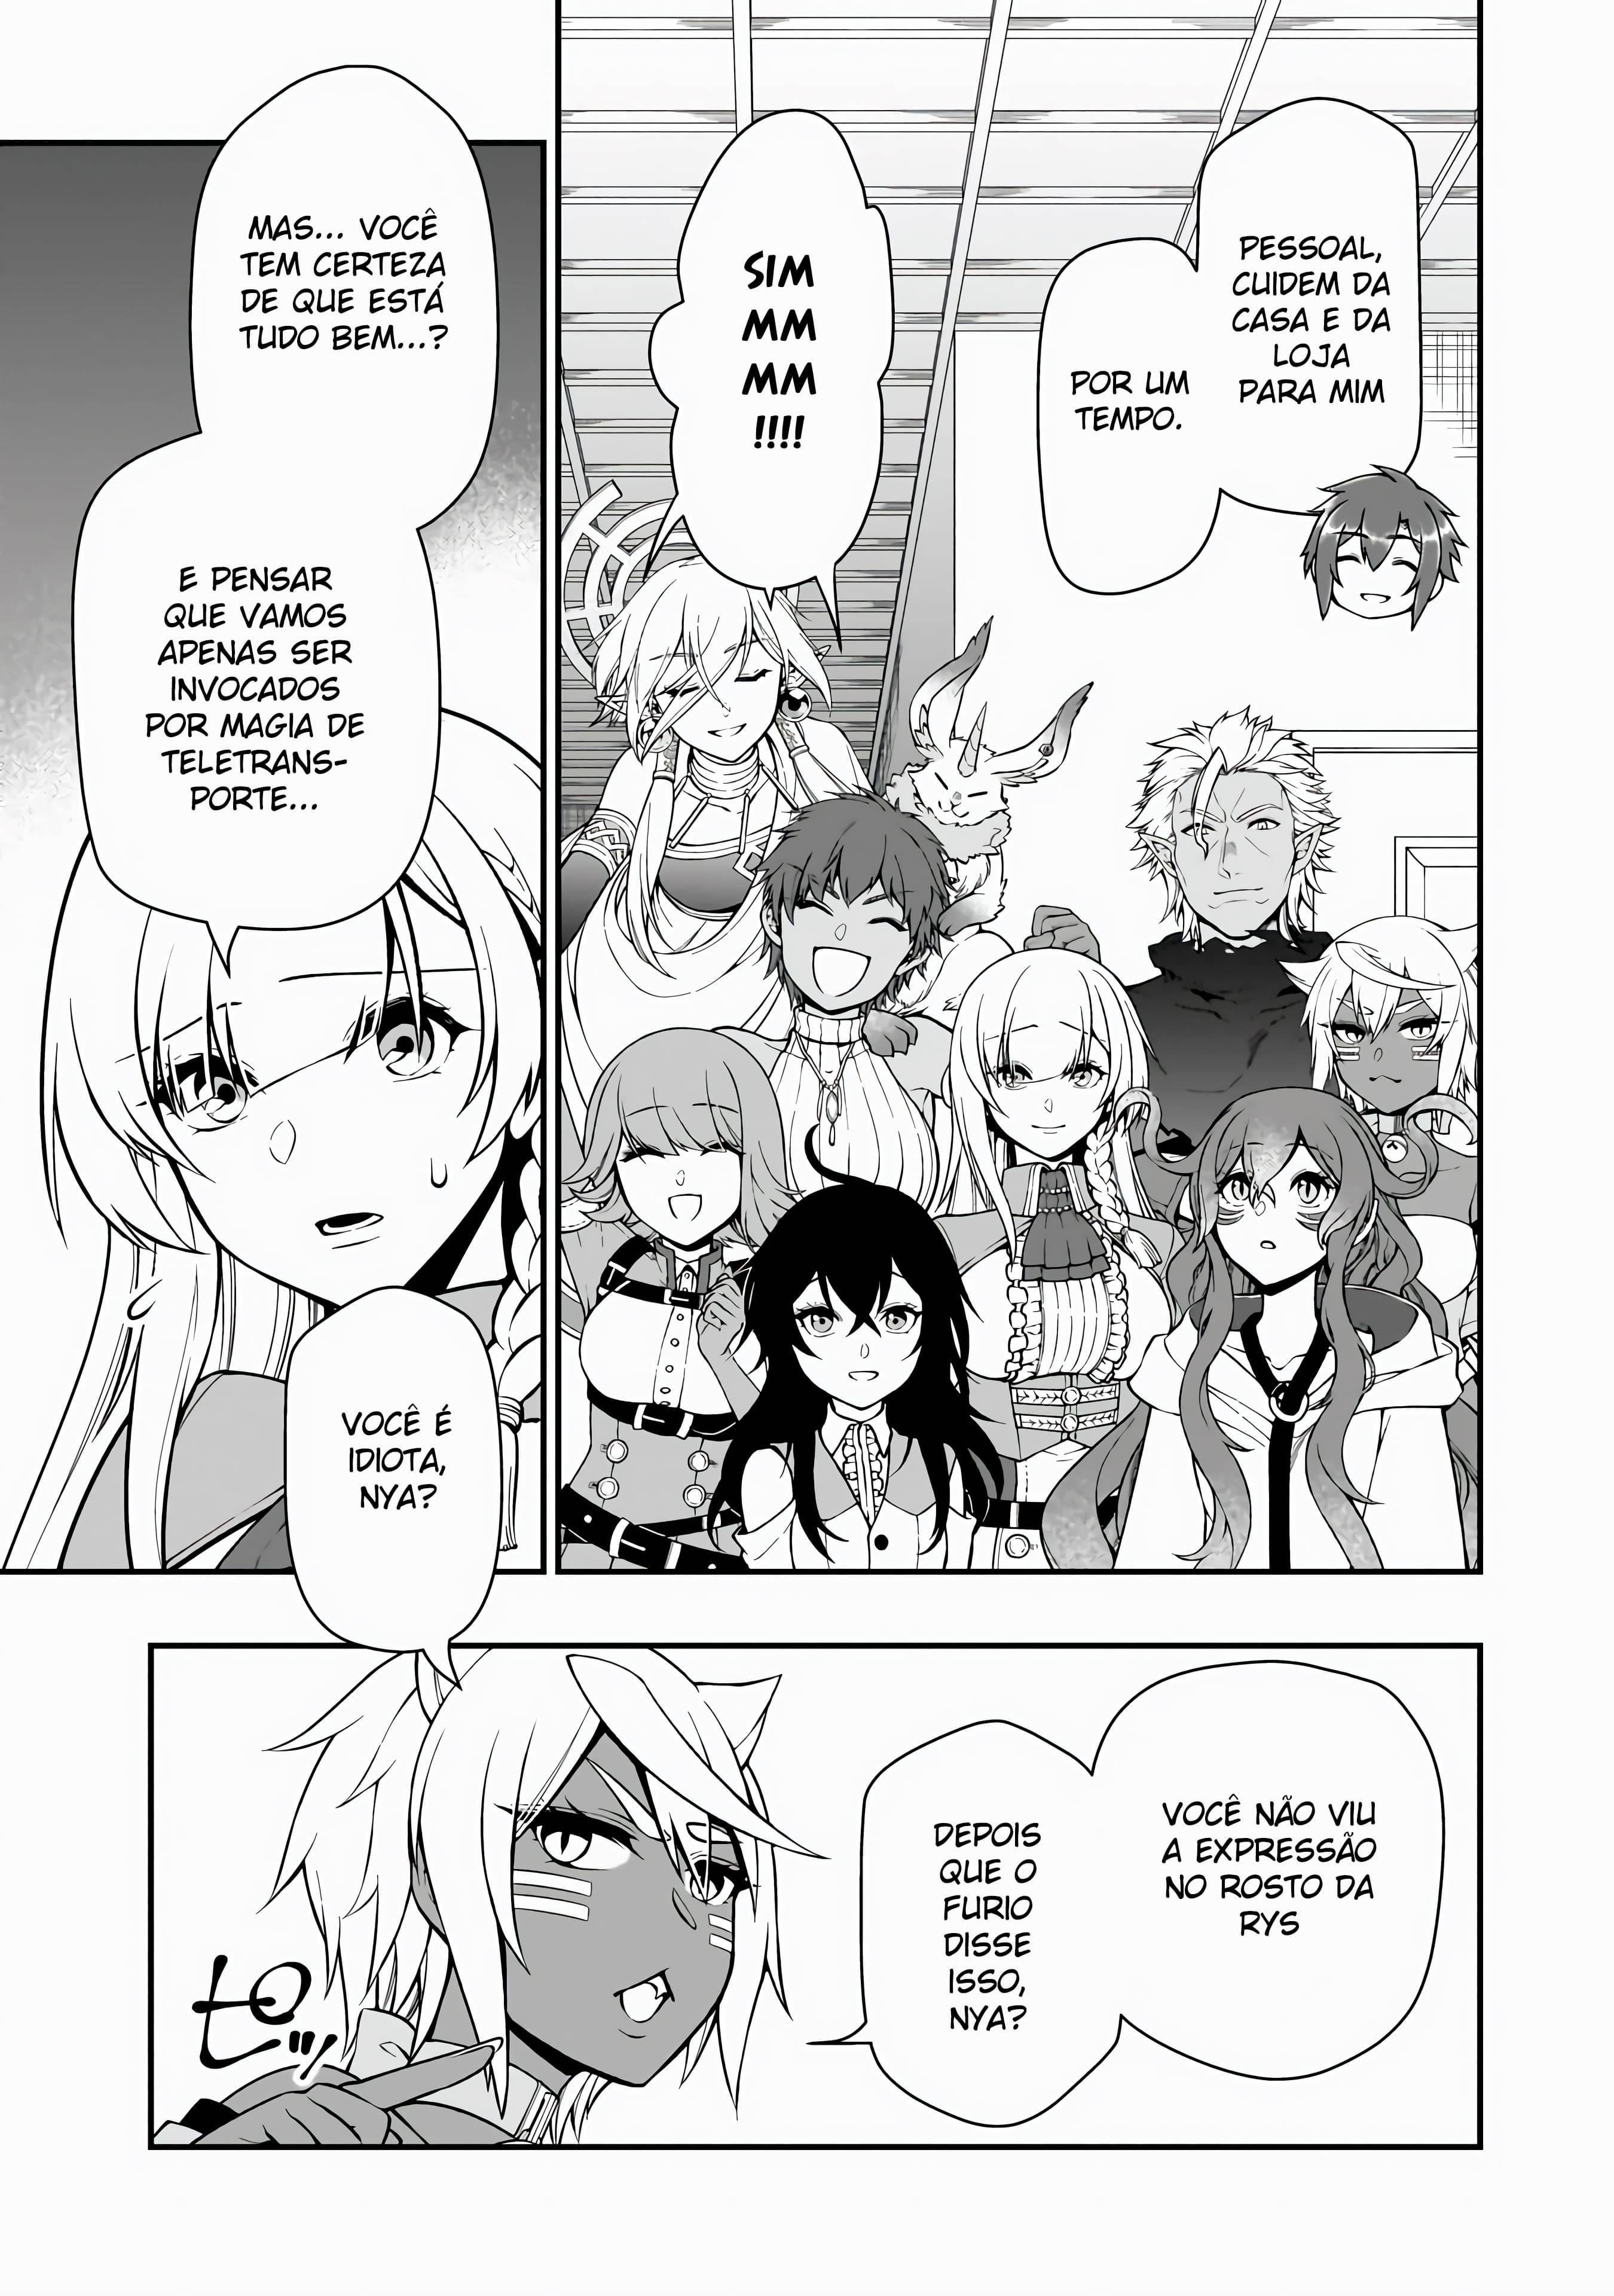 PESSOAL,
CUIDEM DA
CASA E DA
LOJA
PARA MIM
POR UM
TEMPO.
SIM
MM
MM
!!!!
MAS... VOCÊ
TEM CERTEZA
DE QUE ESTÁ
TUDO BEM...?
E PENSAR
QUE VAMOS
APENAS SER
INVOCADOS
POR MAGIA DE
TELETRANS-
PORTE...
VOCÊ É
IDIOTA,
NYA?
VOCÊ NÃO VIU
A EXPRESSÃO
NO ROSTO DA
RYS
DEPOIS
QUE O
FURIO
DISSE
ISSO,
NYA?
ピッ